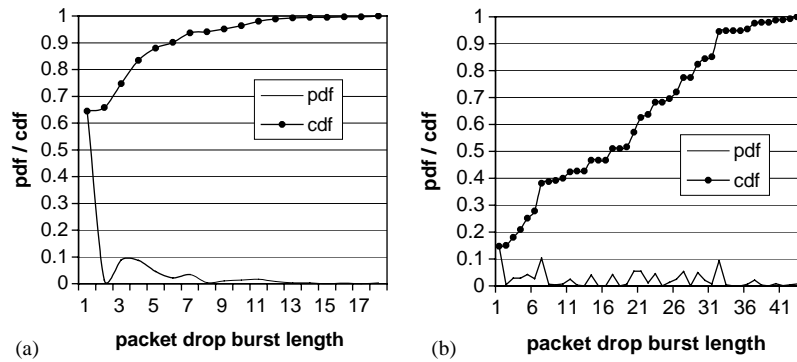 1
0.9
0.8
0.7
0.6
0.5
0.4
0.3
0.2
0.1
0
pdf / cdf
pdf
cdf
1 3 5 7 9 11 13 15 17
packet drop burst length
(a)
1
0.9
0.8
0.7
0.6
0.5
0.4
0.3
0.2
0.1
0
pdf / cdf
pdf
cdf
1 6 11 16 21 26 31 36 41
packet drop burst length
(b)